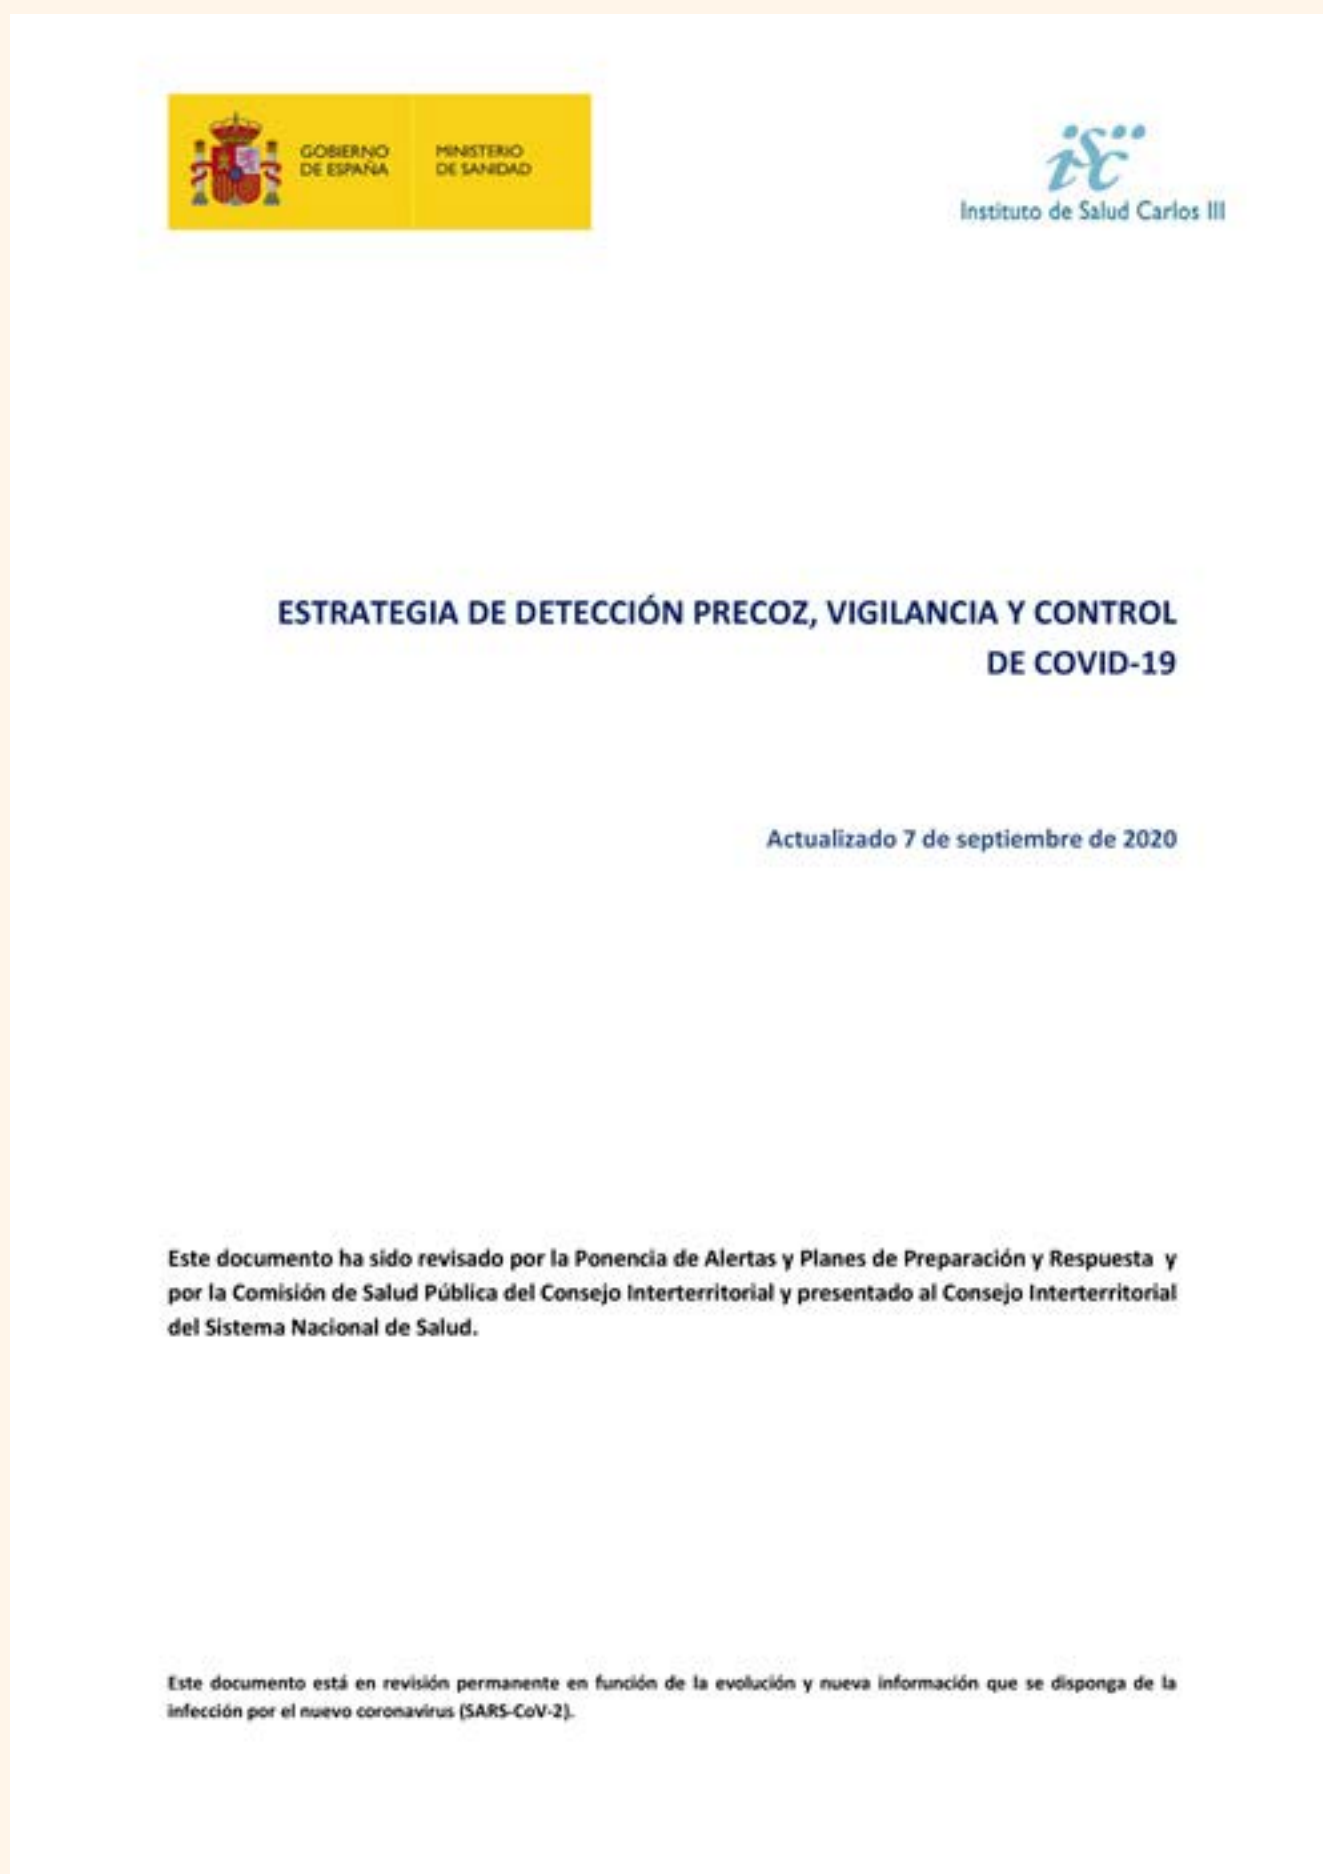 GOBIERNO
DE ESPAÑA
MINISTERIO
DE SANIDAD
isciii
Instituto de Salud Carlos III
ESTRATEGIA DE DETECCIÓN PRECOZ, VIGILANCIA Y CONTROL
DE COVID-19
Actualizado 7 de septiembre de 2020
Este documento ha sido revisado por la Ponencia de Alertas y Planes de Preparación y Respuesta y
por la Comisión de Salud Pública del Consejo Interterritorial y presentado al Consejo Interterritorial
del Sistema Nacional de Salud.
Este documento está en revisión permanente en función de la evolución y nueva información que se disponga de la
infección por el nuevo coronavirus (SARS-CoV-2).